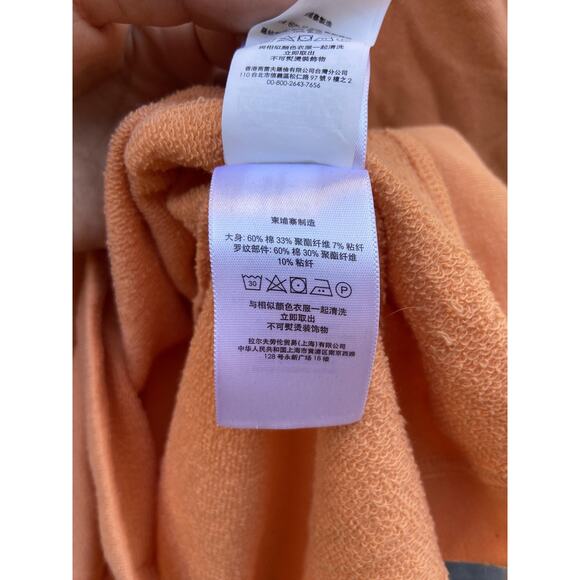 與相似顏色衣服一起清洗
立即取出
不可熨燙裝飾物
香港商雷夫羅倫有限公司台灣分公司
110 台北市信義區松仁路 97 號 9 樓之 2
00-800-2643-7656
柬埔寨制造
大身: 60% 棉 33% 聚酯纤维 7% 粘纤
罗纹部件: 60% 棉 30% 聚酯纤维
10% 粘纤
30 P
与相似颜色衣服一起清洗
立即取出
不可熨烫装饰物
拉尔夫劳伦贸易(上海)有限公司
中华人民共和国上海市黄浦区南京西路
128 号永新广场 18 楼